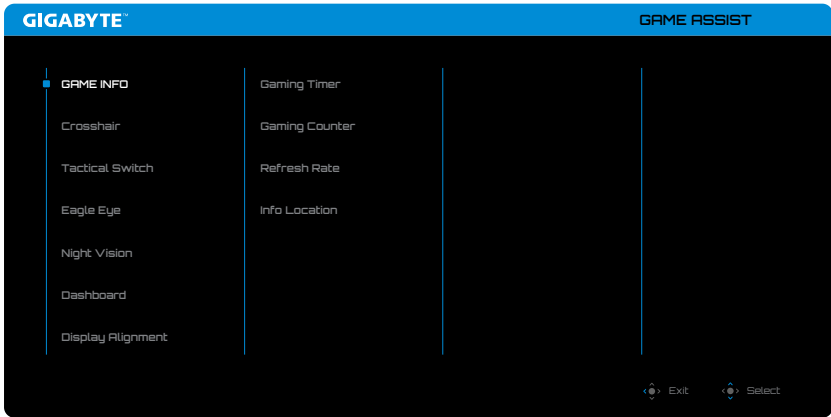 GIGABYTE™
GAME ASSIST
GAME INFO
Crosshair
Tactical Switch
Eagle Eye
Night Vision
Dashboard
Display Alignment
Gaming Timer
Gaming Counter
Refresh Rate
Info Location
Exit
Select